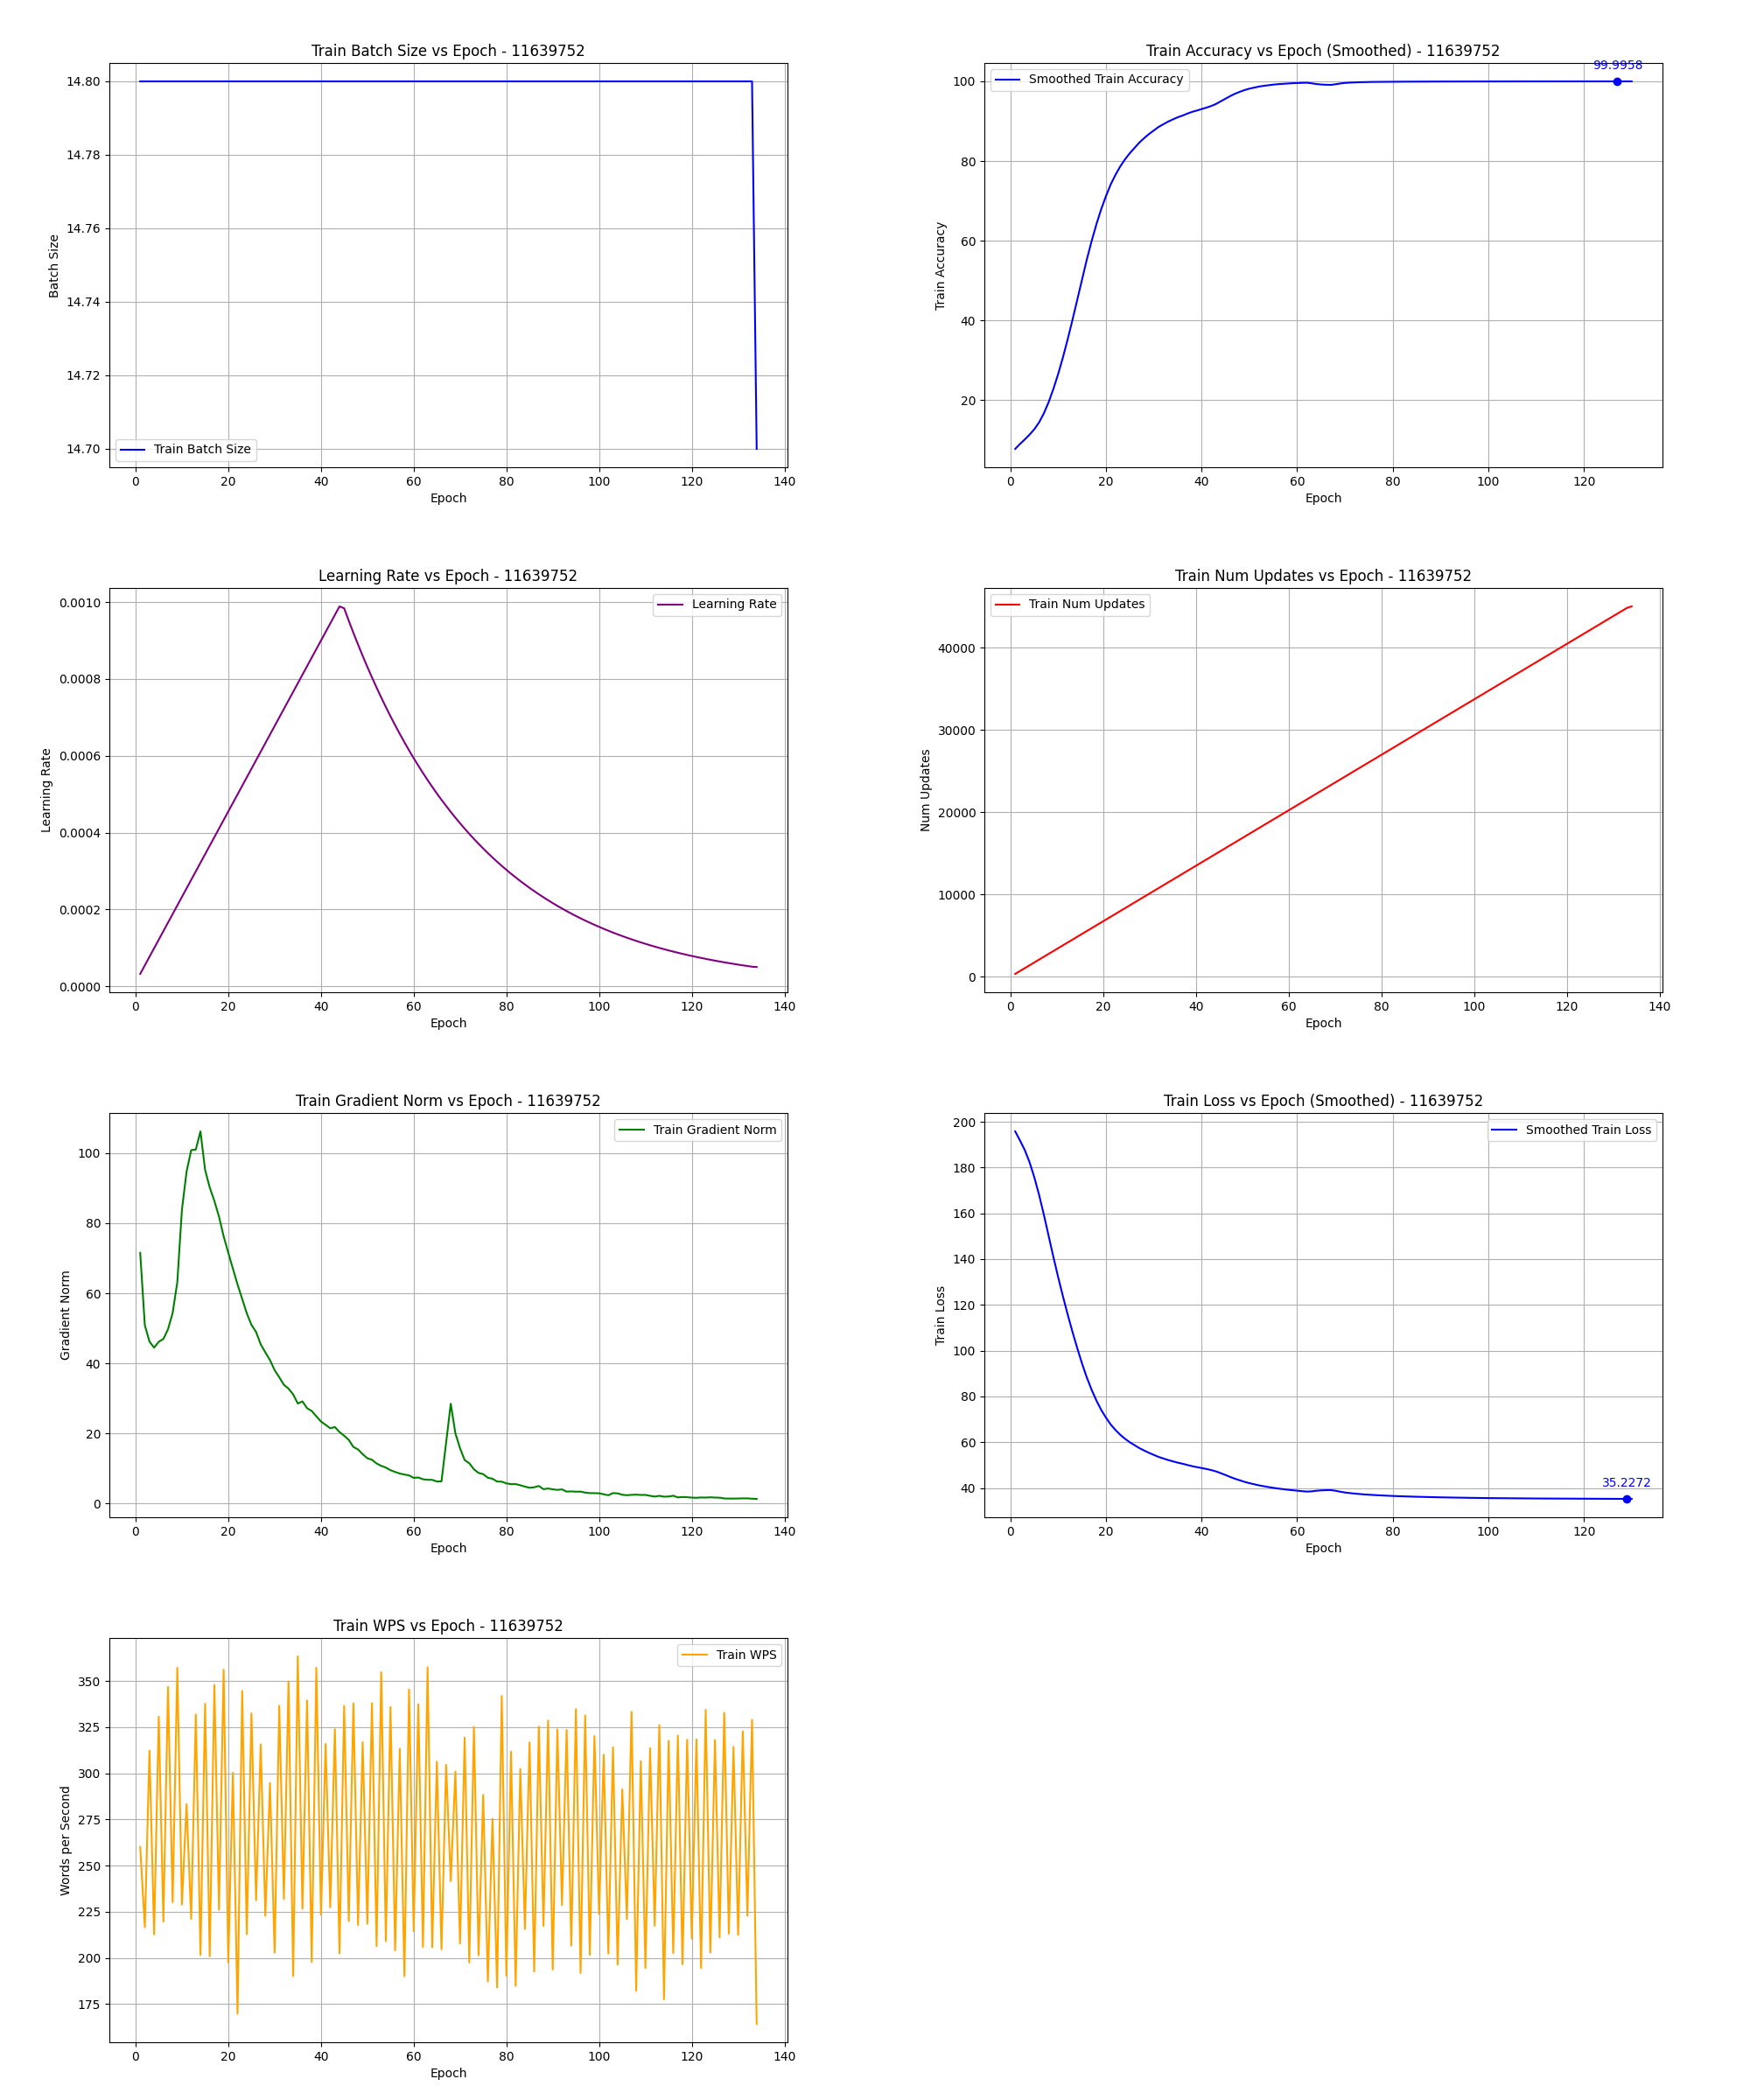 Train Batch Size vs Epoch - 11639752
14.80
14.78
14.76
14.74
14.72
14.70
Batch Size
Train Batch Size
0 20 40 60 80 100 120 140
Epoch
Train Accuracy vs Epoch (Smoothed) - 11639752
99.9958
Smoothed Train Accuracy
100
80
60
40
20
Train Accuracy
0 20 40 60 80 100 120
Epoch
Learning Rate vs Epoch - 11639752
Learning Rate
0.0010
0.0008
0.0006
0.0004
0.0002
0.0000
Learning Rate
0 20 40 60 80 100 120 140
Epoch
Train Num Updates vs Epoch - 11639752
Train Num Updates
40000
30000
20000
10000
0
Num Updates
0 20 40 60 80 100 120 140
Epoch
Train Gradient Norm vs Epoch - 11639752
Train Gradient Norm
100
80
60
40
20
0
Gradient Norm
0 20 40 60 80 100 120 140
Epoch
Train Loss vs Epoch (Smoothed) - 11639752
Smoothed Train Loss
200
180
160
140
120
100
80
60
40
Train Loss
35.2272
0 20 40 60 80 100 120
Epoch
Train WPS vs Epoch - 11639752
Train WPS
350
325
300
275
250
225
200
175
Words per Second
0 20 40 60 80 100 120 140
Epoch